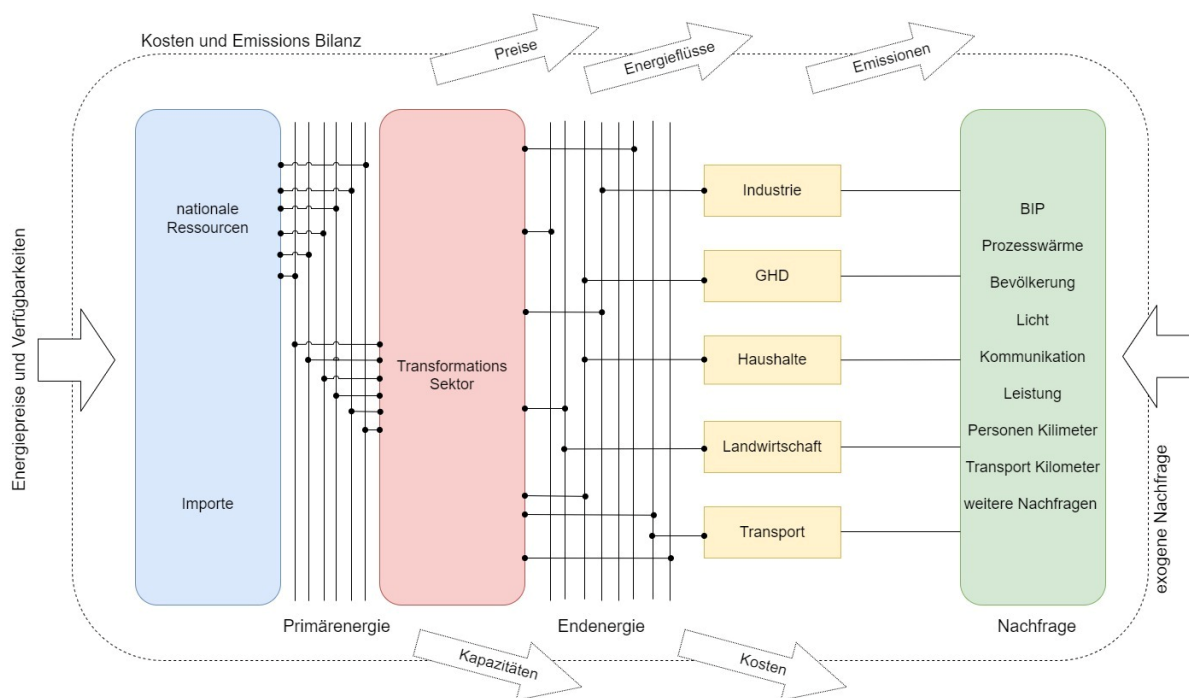 Kosten und Emissions Bilanz
Preise
Energieflüsse
Emissionen
Energiepreise und Verfügbarkeiten
nationale
Ressourcen
Importe
Primärenergie
Transformations
Sektor
Endenergie
Industrie
GHD
Haushalte
Landwirtschaft
Transport
BIP
Prozesswärme
Bevölkerung
Licht
Kommunikation
Leistung
Personen Kilimeter
Transport Kilometer
weitere Nachfragen
Nachfrage
exogene Nachfrage
Kapazitäten
Kosten